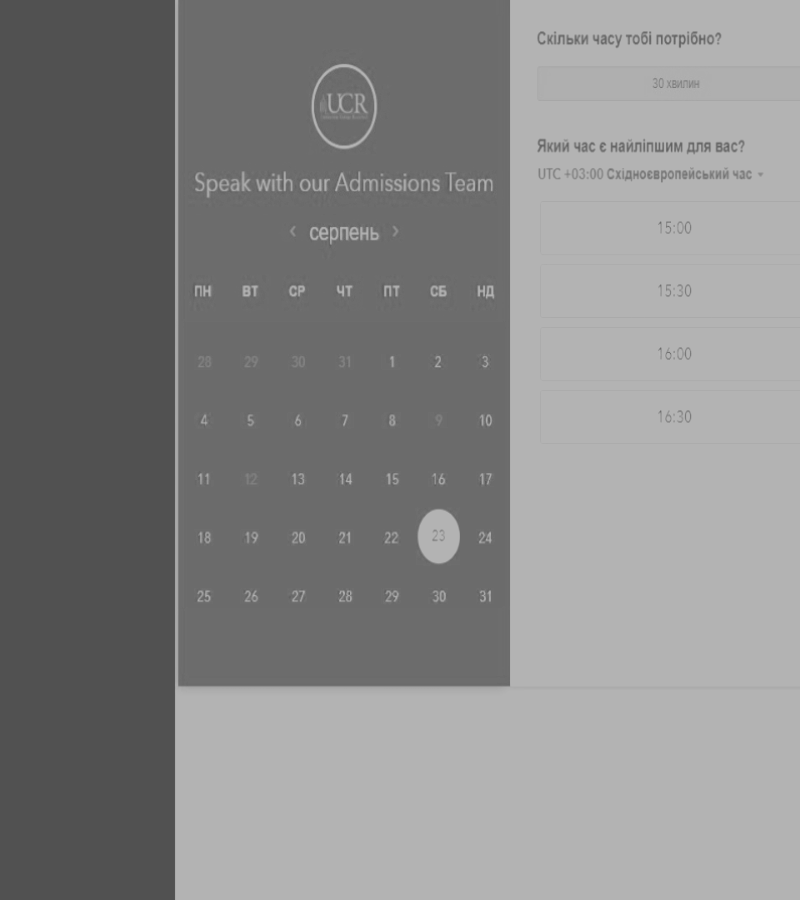 UCR
Speak with our Admissions Team
серпень
ПН ВТ СР ЧТ ПТ СБ НД
28 29 30 31 1 2 3
4 5 6 7 8 9 10
11 12 13 14 15 16 17
18 19 20 21 22 23 24
25 26 27 28 29 30 31
Скільки часу тобі потрібно?
30 хвилин
Який час є найліпшим для вас?
UTC +03:00 Східноєвропейський час
15:00
15:30
16:00
16:30